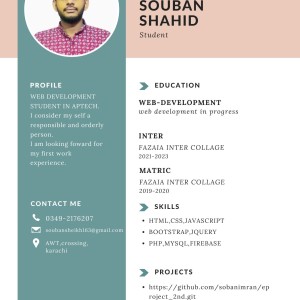 SOUBAN
SHAHID
Student
PROFILE
WEB DEVELOPMENT
STUDENT IN APTECH.
I consider my self a
responsible and orderly
person.
I am looking foward for
my first work
experience.
CONTACT ME
0349-2176207
soubansheikh163@gmail.com
AWT,crossing,
karachi
EDUCATION
WEB-DEVELOPMENT
web development in progress
INTER
FAZAIA INTER COLLAGE
2021-2023
MATRIC
FAZAIA INTER COLLAGE
2019-2020
SKILLS
HTML,CSS,JAVASCRIPT
BOOTSTRAP,JQUERY
PHP,MYSQL,FIREBASE
PROJECTS
https://github.com/sobanimran/ep
roject_2nd.git